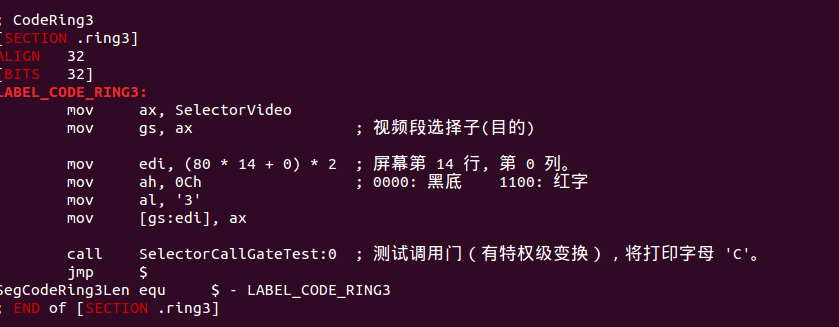 ; CodeRing3
[SECTION .ring3]
ALIGN   32
[BITS   32]
LABEL_CODE_RING3:
        mov     ax, SelectorVideo
        mov     gs, ax                  ; 视频段选择子(目的)
        mov     edi, (80 * 14 + 0) * 2  ; 屏幕第 14 行, 第 0 列。
        mov     ah, 0Ch                 ; 0000: 黑底    1100: 红字
        mov     al, '3'
        mov     [gs:edi], ax
        call    SelectorCallGateTest:0  ; 测试调用门（有特权级变换），将打印字母 'C'。
        jmp     $
SegCodeRing3Len equ     $ - LABEL_CODE_RING3
; END of [SECTION .ring3]